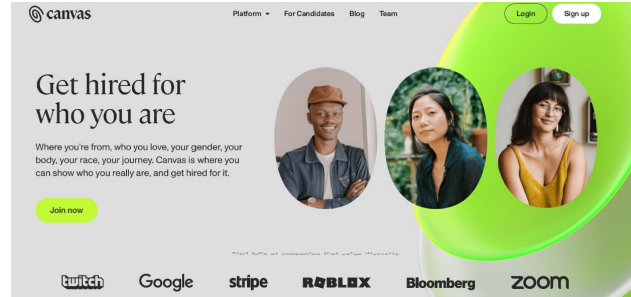 canvas
Platform For Candidates Blog Team
Login Sign up
Get hired for
who you are
Where you're from, who you love, your gender, your
body, your race, your journey. Canvas is where you
can show who you really are, and get hired for it.
Join now
twitch Google stripe ROBLOX Bloomberg zoom